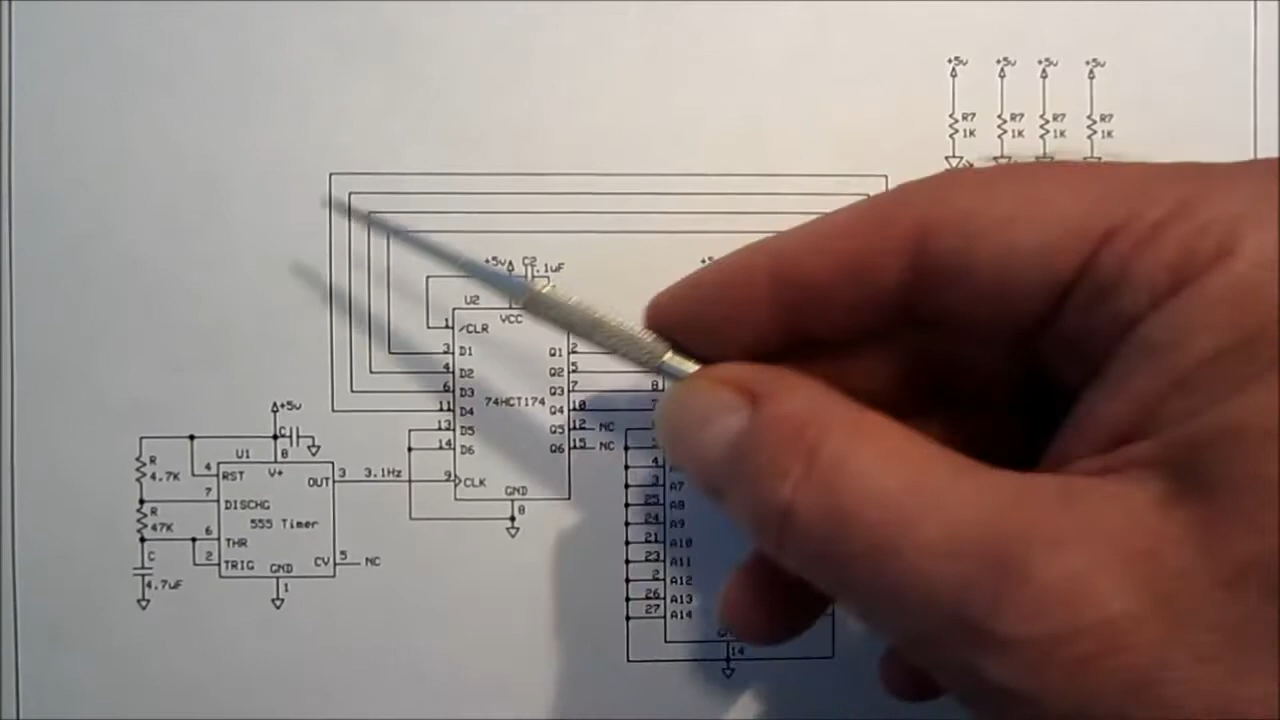 +5v +5v +5v +5v
R7 R7 R7 R7
1K 1K 1K 1K
+5v C2 .1uF
U2
VCC
1 /CLR
3 D1 Q1 2
4 D2 Q2 5
6 D3 Q3 7 8
11 D4 Q4 10
74HCT174
13 D5 Q5 12 NC
14 D6 Q6 15 NC
9 CLK
GND
8
+5v
C
U1 8
V+
R
4.7K
4 RST
OUT 3 3.1Hz
7 DISCHG
R
47K
555 Timer
6 THR
2 TRIG
GND
CV 5 NC
1
C
4.7uF
4
3 A7
25 A8
24 A9
21 A10
23 A11
2 A12
26 A13
27 A14
14